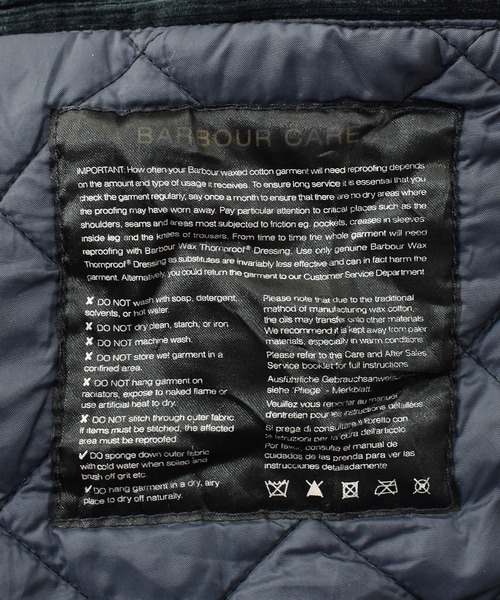 BARBOUR CARE
IMPORTANT: How often your Barbour waxed cotton garment will need reproofing depends
on the amount and type of usage it receives. To ensure long service it is essential that you
check the garment regularly, say once a month to ensure that there are no dry areas where
the proofing may have worn away. Pay particular attention to critical places such as the
shoulders, seams and areas most subjected to friction eg. pockets, creases in sleeves
inside leg and the knees of trousers. From time to time the whole garment will need
reproofing with Barbour Wax Thornproof® Dressing. Use only genuine Barbour Wax
Thornproof® Dressing as substitutes are invariably less effective and can in fact harm the
garment. Alternatively, you could return the garment to our Customer Service Department
✘ DO NOT wash with soap, detergent,
solvents, or hot water.
✘ DO NOT dry clean, starch, or iron
✘ DO NOT machine wash.
✘ DO NOT store wet garment in a
confined area.
✘ DO NOT hang garment on
radiators, expose to naked flame or
use artificial heat to dry.
✘ DO NOT stitch through outer fabric
if items must be stitched, the affected
area must be reproofed
✔ DO sponge down outer fabric
with cold water when soiled and
brush off grit etc.
✔ DO hang garment in a dry, airy
place to dry off naturally.
Please note that due to the traditional
method of manufacturing wax cotton,
the oils may transfer onto other materials
We recommend it is kept away from paler
materials, especially in warm conditions
Please refer to the Care and After Sales
Service booklet for full instructions
Ausführliche Gebrauchsanweisung
siehe 'Pflege' - Merkblatt.
Veuillez vous reporter au manuel
d'entretien pour les instructions détaillées
Si prega di consultare il libretto con
le istruzioni per la cura dell'articolo
Por favor, consulte el manual de
cuidados de las prenda para ver las
instrucciones detalladamente